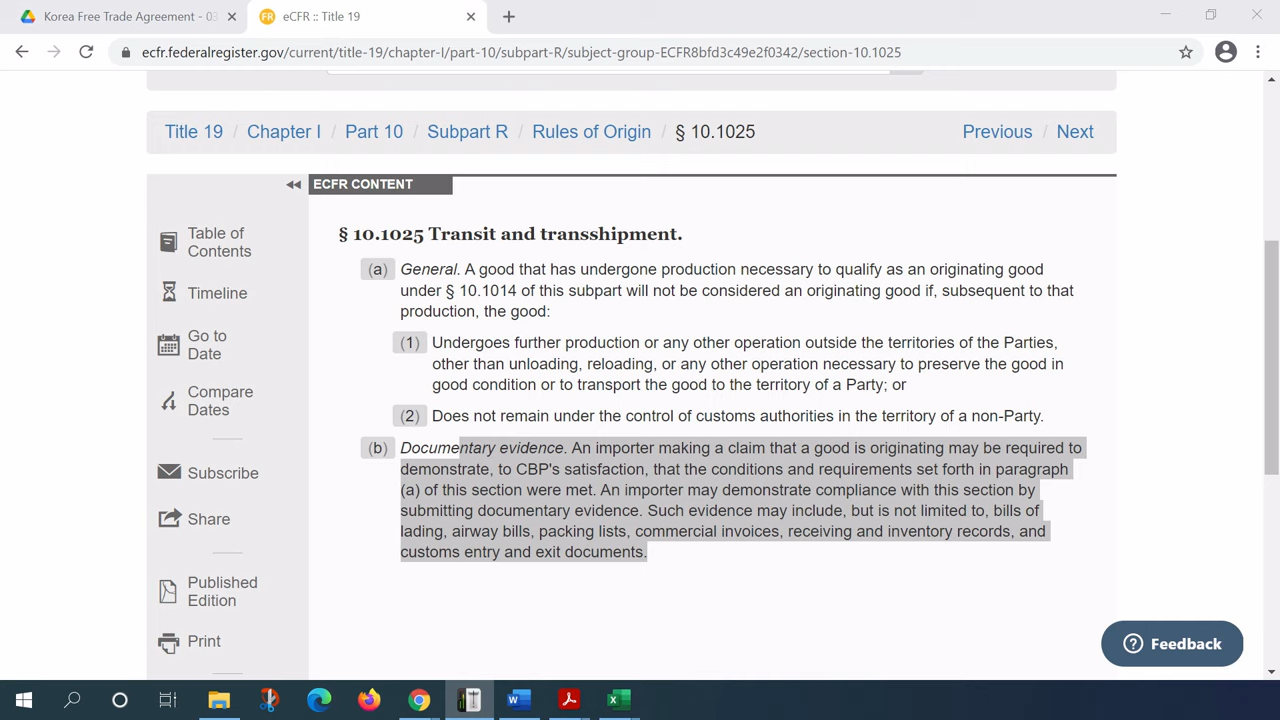 Korea Free Trade Agreement - 03
eCFR :: Title 19
ecfr.federalregister.gov/current/title-19/chapter-I/part-10/subpart-R/subject-group-ECFR8bfd3c49e2f0342/section-10.1025
Title 19 / Chapter I / Part 10 / Subpart R / Rules of Origin / § 10.1025
Previous / Next
ECFR CONTENT
Table of
Contents
Timeline
Go to
Date
Compare
Dates
Subscribe
Share
Published
Edition
Print
§ 10.1025 Transit and transshipment.
(a) General. A good that has undergone production necessary to qualify as an originating good
under § 10.1014 of this subpart will not be considered an originating good if, subsequent to that
production, the good:
(1) Undergoes further production or any other operation outside the territories of the Parties,
other than unloading, reloading, or any other operation necessary to preserve the good in
good condition or to transport the good to the territory of a Party; or
(2) Does not remain under the control of customs authorities in the territory of a non-Party.
(b) Documentary evidence. An importer making a claim that a good is originating may be required to
demonstrate, to CBP's satisfaction, that the conditions and requirements set forth in paragraph
(a) of this section were met. An importer may demonstrate compliance with this section by
submitting documentary evidence. Such evidence may include, but is not limited to, bills of
lading, airway bills, packing lists, commercial invoices, receiving and inventory records, and
customs entry and exit documents.
Feedback